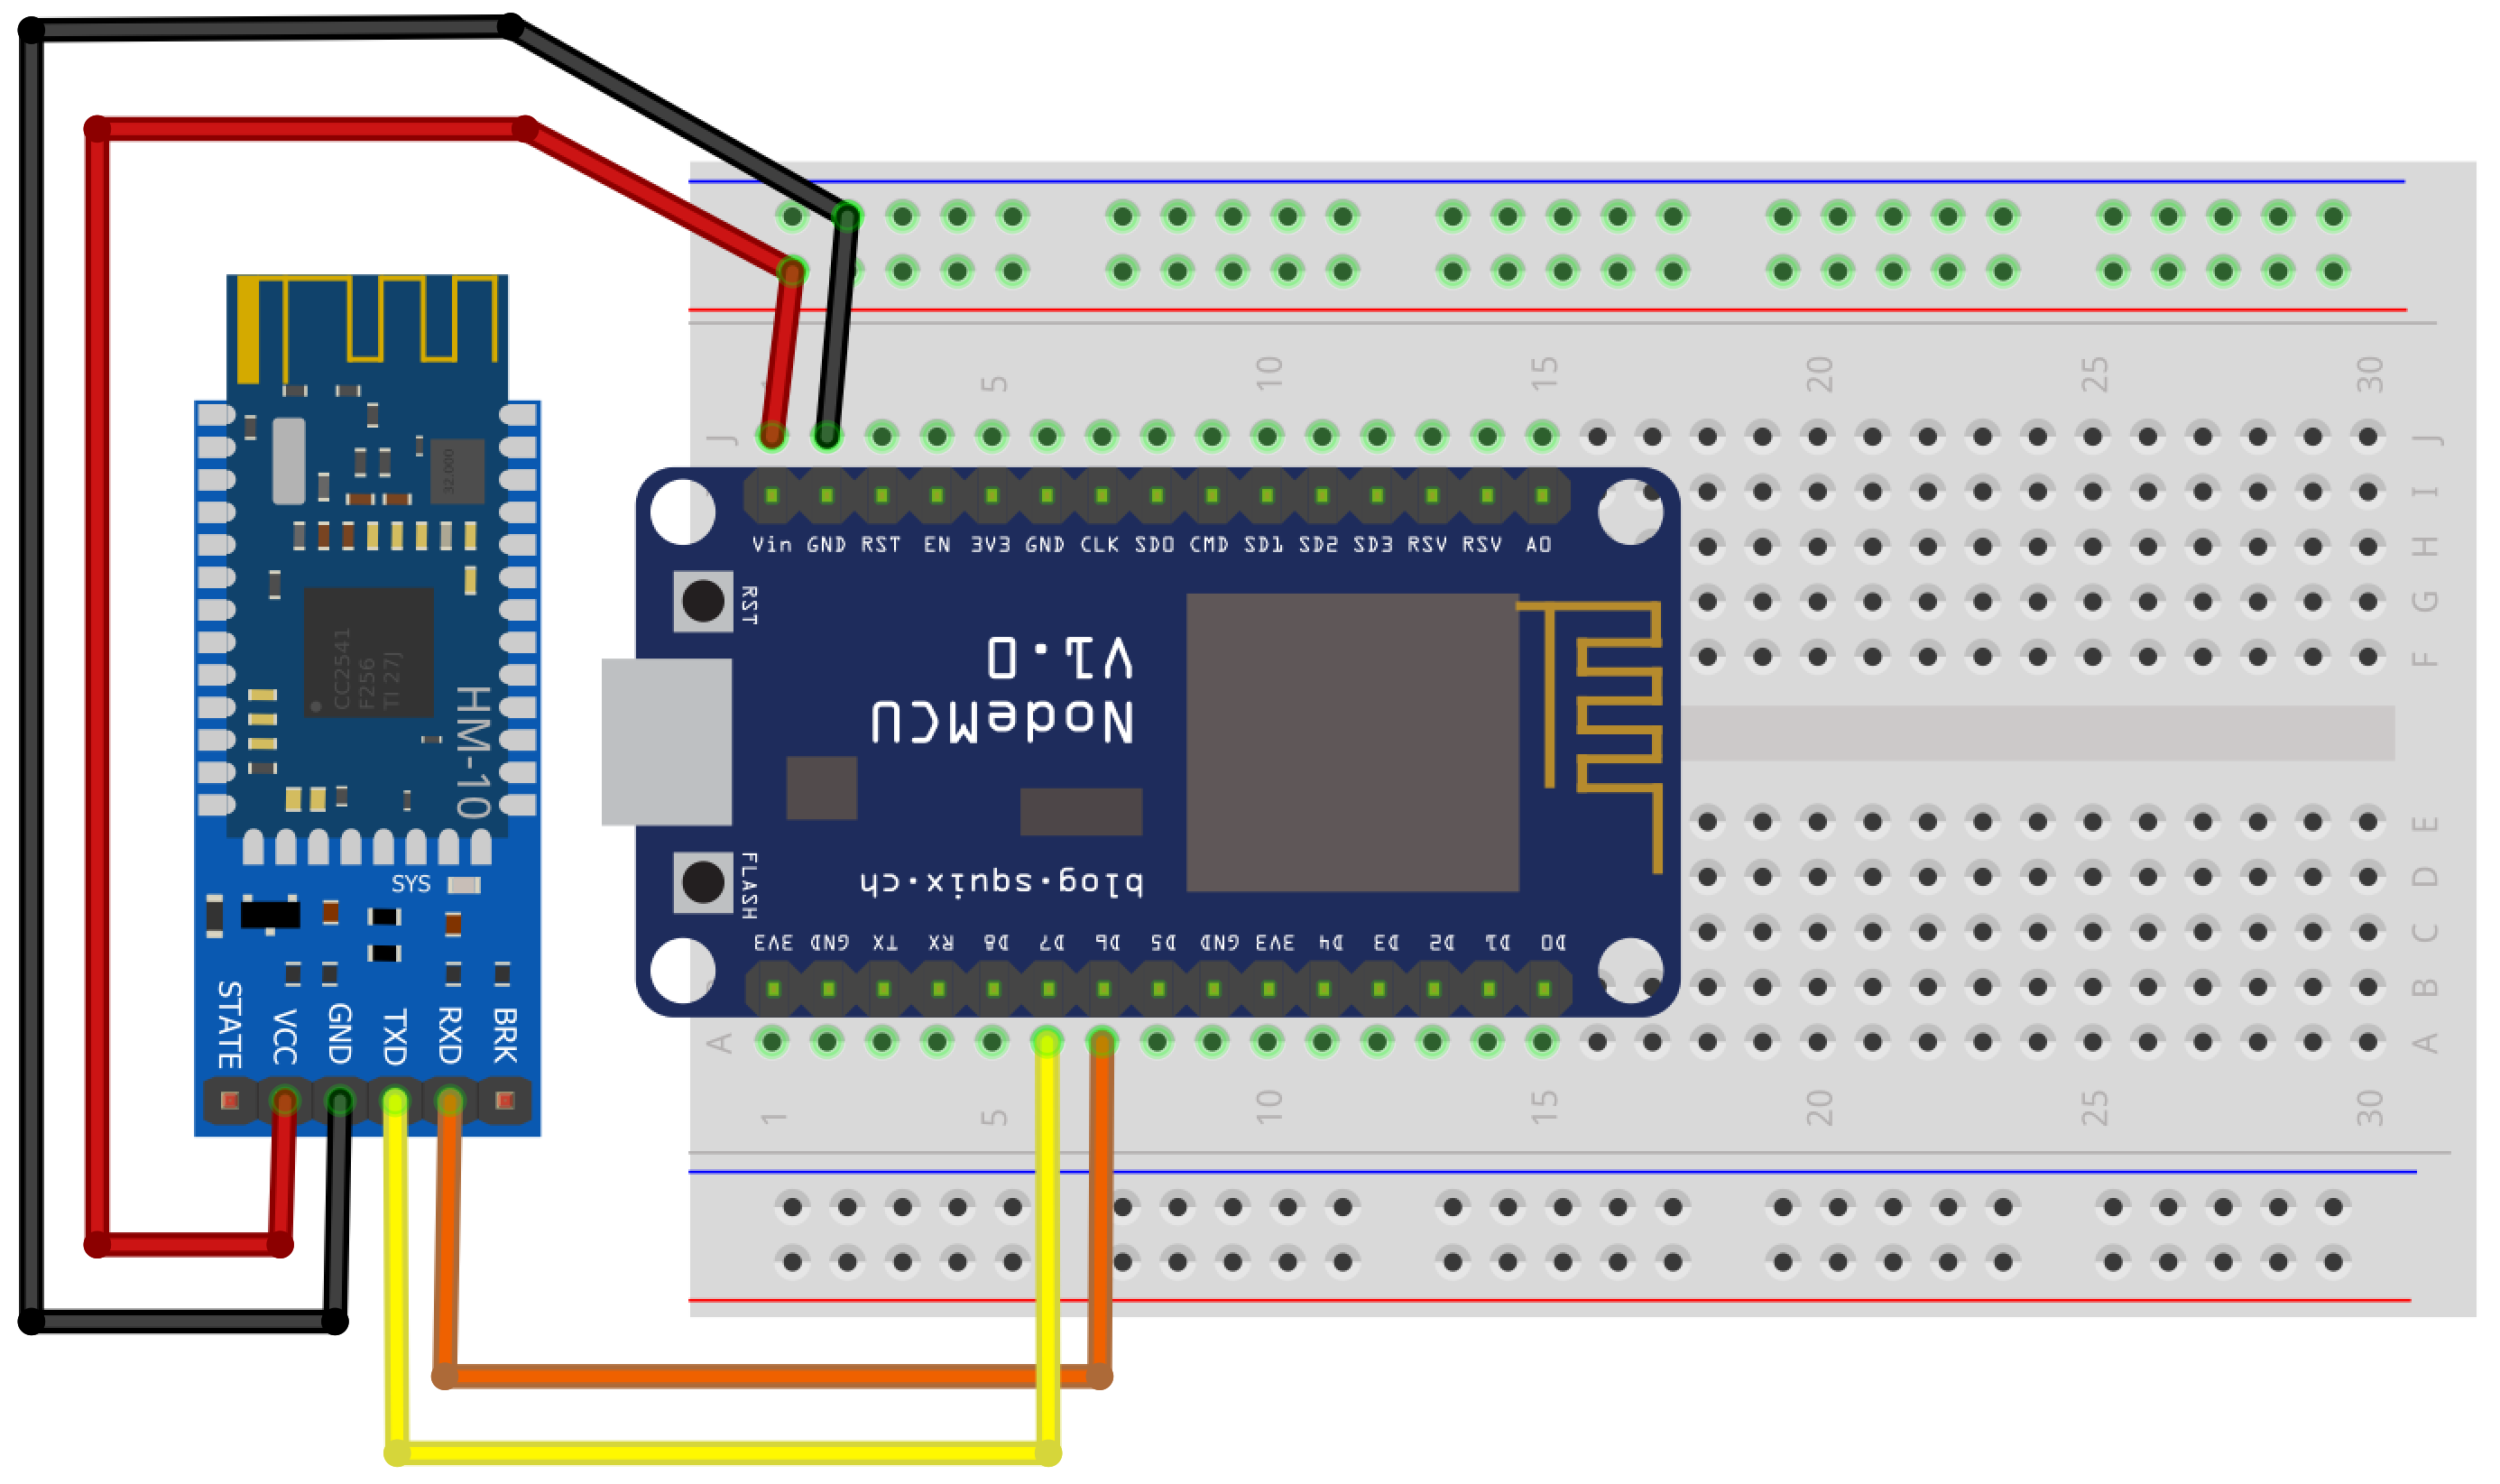 5 10 15 20 25 30
J J
I
H
G
F
Vin GND RST EN 3V3 GND CLK SD0 CMD SD1 SD2 SD3 RSV RSV A0
RST
V1.0
NodeMCU
blog.squix.ch
FLASH
3V3 GND TX RX D8 D7 D6 D5 GND 3V3 D4 D3 D2 D1 D0
E
D
C
B
A A
1 5 10 15 20 25 30
32.000
CC2541
F256
TI 27J
HM-10
SYS
STATE VCC GND TXD RXD BRK